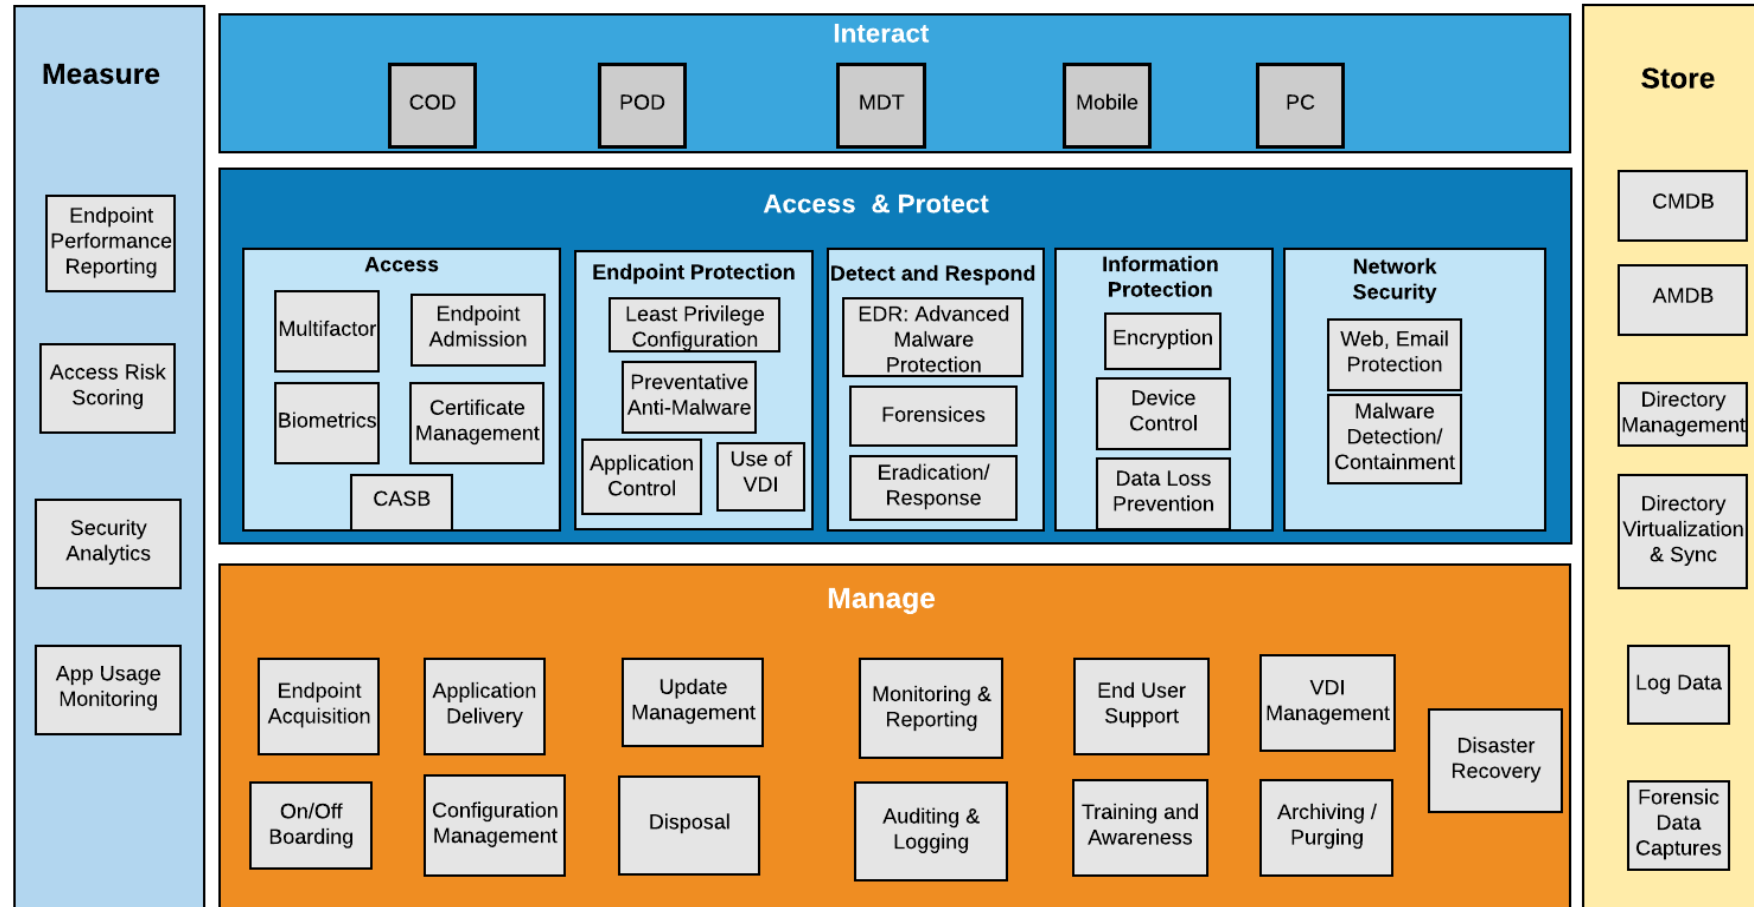 Measure
Endpoint
Performance
Reporting
Access Risk
Scoring
Security
Analytics
App Usage
Monitoring
Interact
COD
POD
MDT
Mobile
PC
Access & Protect
Access
Multifactor
Endpoint
Admission
Biometrics
Certificate
Management
CASB
Endpoint Protection
Least Privilege
Configuration
Preventative
Anti-Malware
Application
Control
Use of
VDI
Detect and Respond
EDR: Advanced
Malware
Protection
Forensices
Eradication/
Response
Information
Protection
Encryption
Device
Control
Data Loss
Prevention
Network
Security
Web, Email
Protection
Malware
Detection/
Containment
Manage
Endpoint
Acquisition
Application
Delivery
Update
Management
Monitoring &
Reporting
End User
Support
VDI
Management
Disaster
Recovery
On/Off
Boarding
Configuration
Management
Disposal
Auditing &
Logging
Training and
Awareness
Archiving /
Purging
Store
CMDB
AMDB
Directory
Management
Directory
Virtualization
& Sync
Log Data
Forensic
Data
Captures